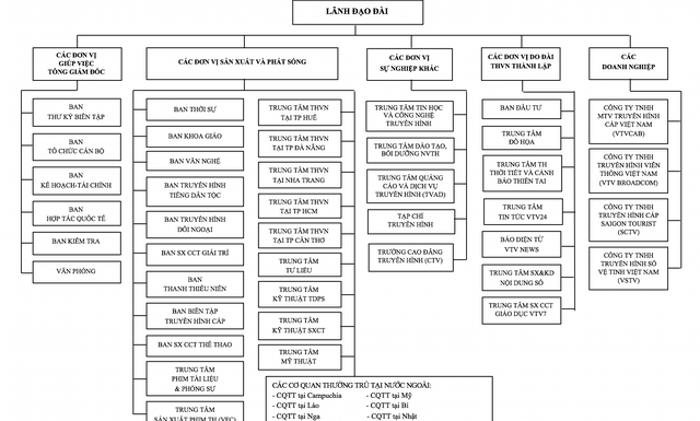 LÃNH ĐẠO ĐÀI
CÁC ĐƠN VỊ
GIÚP VIỆC
TỔNG GIÁM ĐỐC
BAN
THƯ KÝ BIÊN TẬP
BAN
TỔ CHỨC CÁN BỘ
BAN
KẾ HOẠCH-TÀI CHÍNH
BAN
HỢP TÁC QUỐC TẾ
BAN KIỂM TRA
VĂN PHÒNG
CÁC ĐƠN VỊ SẢN XUẤT VÀ PHÁT SÓNG
BAN THỜI SỰ
BAN KHOA GIÁO
BAN VĂN NGHỆ
BAN TRUYỀN HÌNH
TIẾNG DÂN TỘC
BAN TRUYỀN HÌNH
ĐỐI NGOẠI
BAN SX CCT GIẢI TRÍ
BAN
THANH THIẾU NIÊN
BAN BIÊN TẬP
TRUYỀN HÌNH CÁP
BAN SX CCT THỂ THAO
TRUNG TÂM
PHIM TÀI LIỆU
& PHÓNG SỰ
TRUNG TÂM
SẢN XUẤT PHIM TH (VFC)
TRUNG TÂM THVN
TẠI TP HUẾ
TRUNG TÂM THVN
TẠI TP ĐÀ NẴNG
TRUNG TÂM THVN
TẠI NHA TRANG
TRUNG TÂM THVN
TẠI TP HCM
TRUNG TÂM THVN
TẠI TP CẦN THƠ
TRUNG TÂM
TƯ LIỆU
TRUNG TÂM
KỸ THUẬT TDPS
TRUNG TÂM
KỸ THUẬT SXCT
TRUNG TÂM
MỸ THUẬT
CÁC CƠ QUAN THƯỜNG TRÚ TẠI NƯỚC NGOÀI:
- CQTT tại Campuchia - CQTT tại Mỹ
- CQTT tại Lào - CQTT tại Bỉ
- CQTT tại Nga - CQTT tại Nhật
CÁC ĐƠN VỊ
SỰ NGHIỆP KHÁC
TRUNG TÂM TIN HỌC
VÀ CÔNG NGHỆ
TRUYỀN HÌNH
TRUNG TÂM ĐÀO TẠO,
BỒI DƯỠNG NVTH
TRUNG TÂM QUẢNG
CÁO VÀ DỊCH VỤ
TRUYỀN HÌNH (TVAD)
TẠP CHÍ
TRUYỀN HÌNH
TRƯỜNG CAO ĐẲNG
TRUYỀN HÌNH (CTV)
CÁC ĐƠN VỊ DO ĐÀI
THVN THÀNH LẬP
BAN ĐẦU TƯ
TRUNG TÂM
ĐỒ HỌA
TRUNG TÂM TH
THỜI TIẾT VÀ CẢNH
BÁO THIÊN TAI
TRUNG TÂM
TIN TỨC VTV24
BÁO ĐIỆN TỬ
VTV NEWS
TRUNG TÂM SX&KD
NỘI DUNG SỐ
TRUNG TÂM SX CCT
GIÁO DỤC VTV7
CÁC
DOANH NGHIỆP
CÔNG TY TNHH
MTV TRUYỀN HÌNH
CÁP VIỆT NAM
(VTVCAB)
CÔNG TY TNHH
TRUYỀN HÌNH VIỄN
THÔNG VIỆT NAM
(VTV BROADCOM)
CÔNG TY TNHH
TRUYỀN HÌNH CÁP
SAIGON TOURIST
(SCTV)
CÔNG TY TNHH
TRUYỀN HÌNH SỐ
VỆ TINH VIỆT NAM
(VSTV)